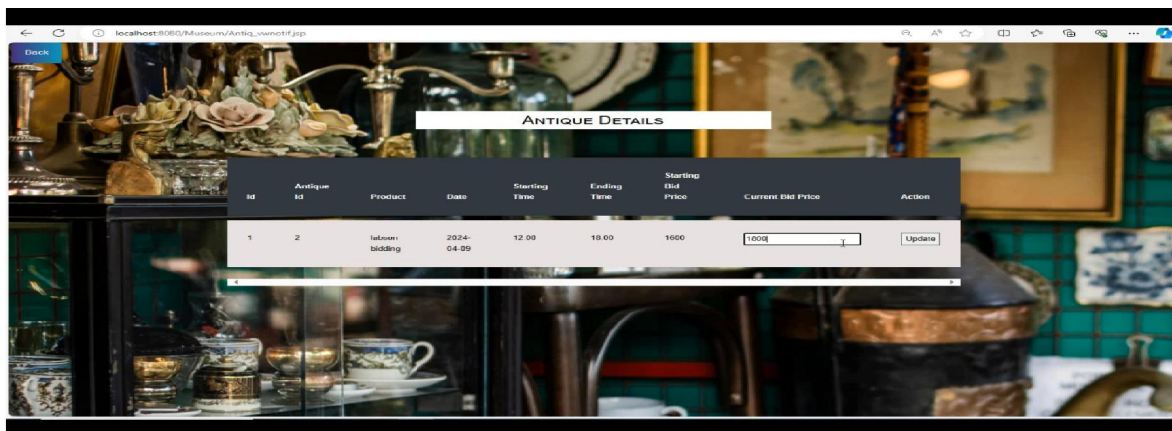 localhost:8080/Museum/Antiq_vwnotif.jsp
Back
ANTIQUE DETAILS
Id Antique Id Product Date Starting Time Ending Time Starting Bid Price Current Bid Price Action
1 2 bidding 2024-04-09 12.00 18.00 1600 Update